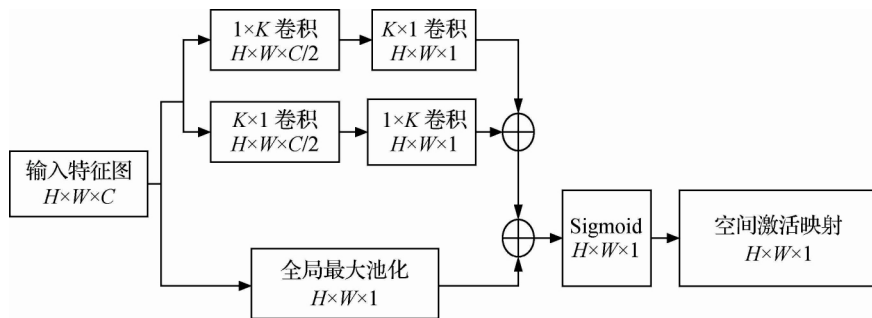 1×K 卷积
H×W×C/2
K×1 卷积
H×W×1
K×1 卷积
H×W×C/2
1×K 卷积
H×W×1
输入特征图
H×W×C
全局最大池化
H×W×1
Sigmoid
H×W×1
空间激活映射
H×W×1